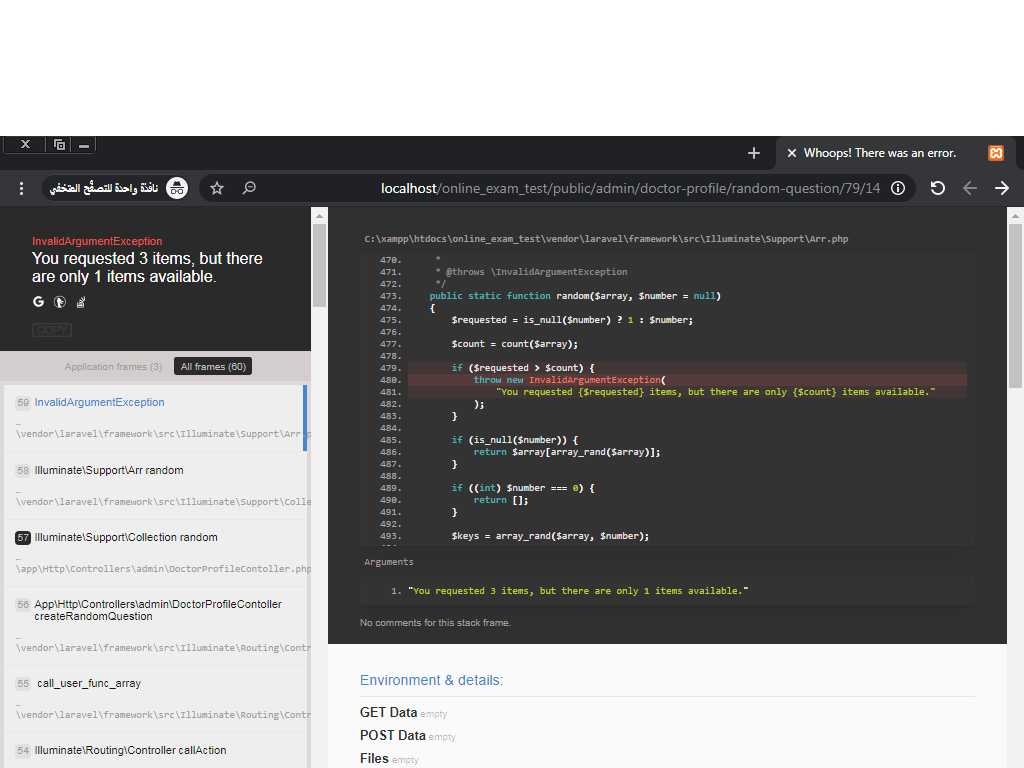 X
Whoops! There was an error.
نافذة واحدة للتصفُّح المتخفي
localhost/online_exam_test/public/admin/doctor-profile/random-question/79/14
InvalidArgumentException
You requested 3 items, but there
are only 1 items available.
COPY
Application frames (3)
All frames (60)
59 InvalidArgumentException
…
\vendor\laravel\framework\src\Illuminate\Support\Arr.p
58 Illuminate\Support\Arr random
…
\vendor\laravel\framework\src\Illuminate\Support\Colle
57 Illuminate\Support\Collection random
…
\app\Http\Controllers\admin\DoctorProfileContoller.php
56 App\Http\Controllers\admin\DoctorProfileContoller
createRandomQuestion
…
\vendor\laravel\framework\src\Illuminate\Routing\Contr
55 call_user_func_array
…
\vendor\laravel\framework\src\Illuminate\Routing\Contr
54 Illuminate\Routing\Controller callAction
C:\xampp\htdocs\online_exam_test\vendor\laravel\framework\src\Illuminate\Support\Arr.php
470. *
471. * @throws \InvalidArgumentException
472. */
473. public static function random($array, $number = null)
474. {
475. $requested = is_null($number) ? 1 : $number;
476.
477. $count = count($array);
478.
479. if ($requested > $count) {
480. throw new InvalidArgumentException(
481. "You requested {$requested} items, but there are only {$count} items available."
482. );
483. }
484.
485. if (is_null($number)) {
486. return $array[array_rand($array)];
487. }
488.
489. if ((int) $number === 0) {
490. return [];
491. }
492.
493. $keys = array_rand($array, $number);
Arguments
1. "You requested 3 items, but there are only 1 items available."
No comments for this stack frame.
Environment & details:
GET Data empty
POST Data empty
Files empty